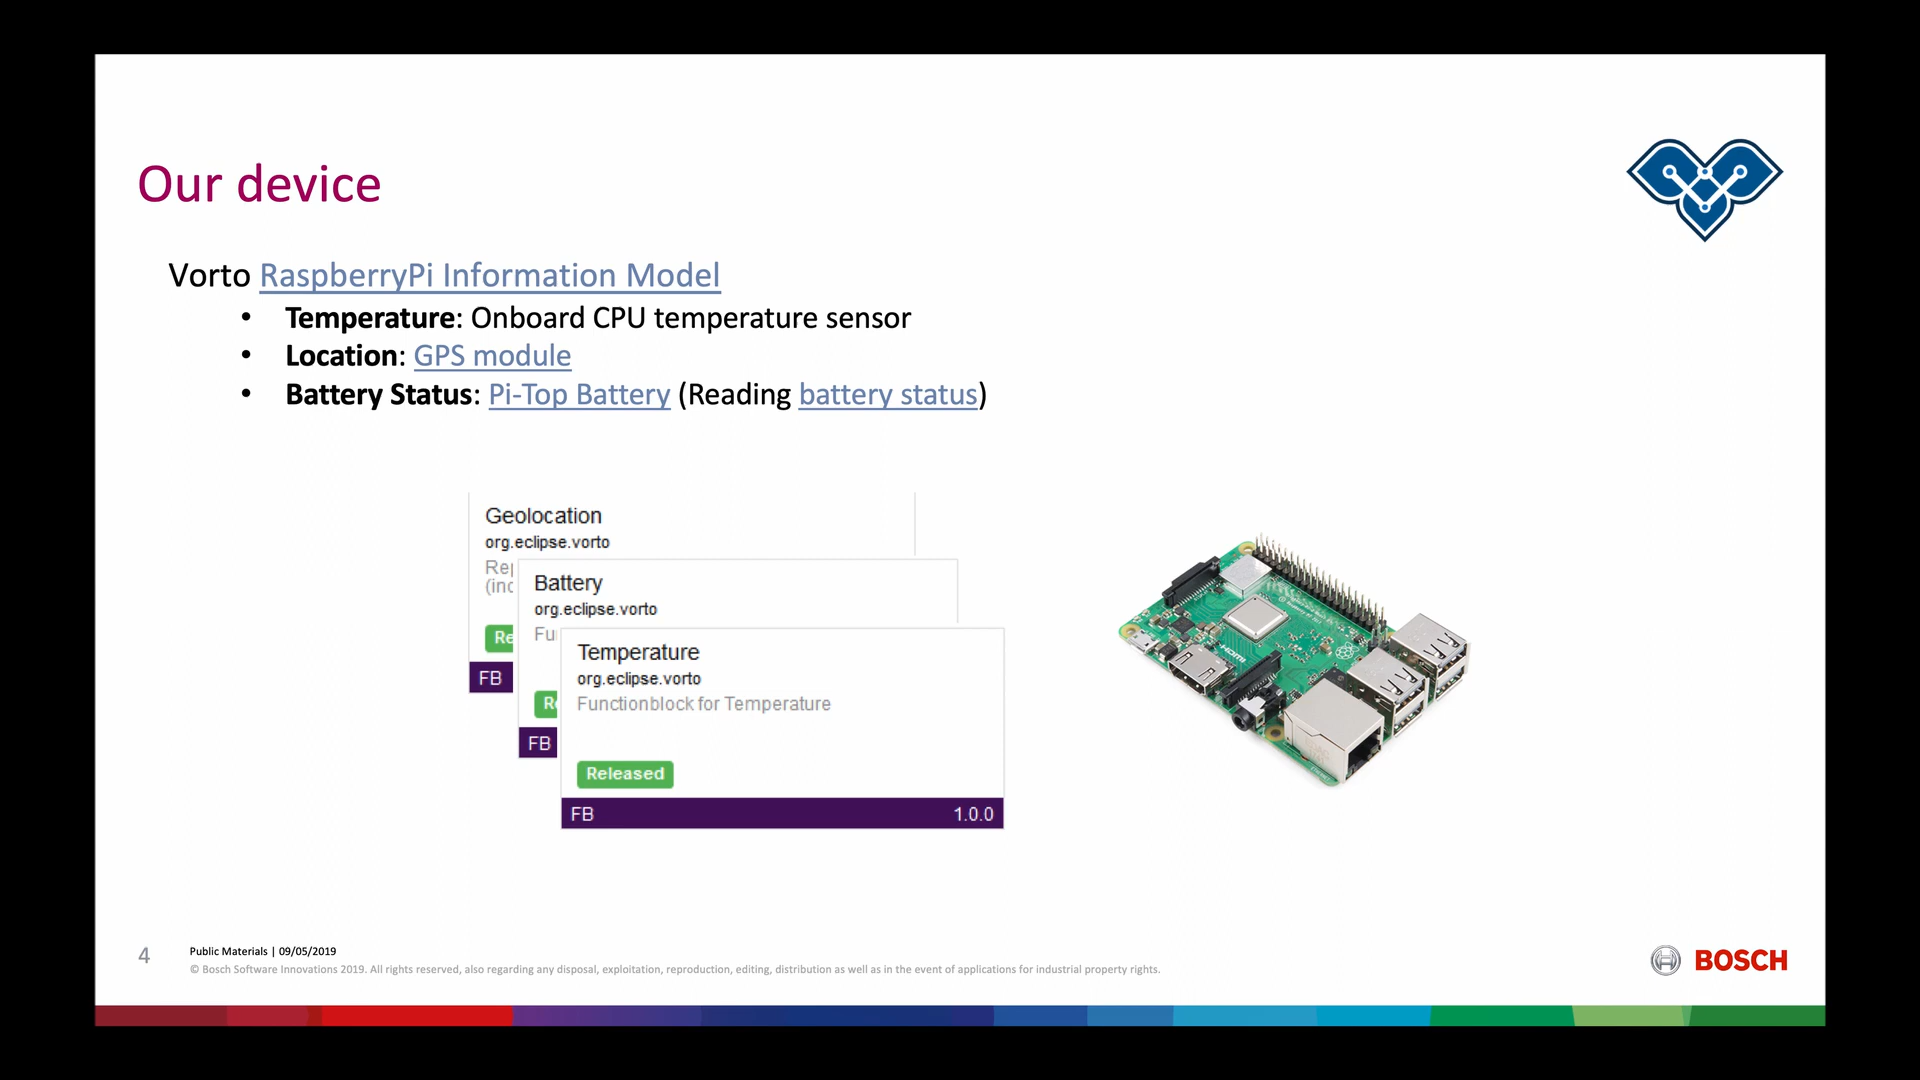 Our device
Vorto RaspberryPi Information Model
• Temperature: Onboard CPU temperature sensor
• Location: GPS module
• Battery Status: Pi-Top Battery (Reading battery status)
Geolocation
org.eclipse.vorto
FB
Battery
org.eclipse.vorto
FB
Temperature
org.eclipse.vorto
Functionblock for Temperature
Released
FB 1.0.0
HDMI
4
Public Materials | 09/05/2019
© Bosch Software Innovations 2019. All rights reserved, also regarding any disposal, exploitation, reproduction, editing, distribution as well as in the event of applications for industrial property rights.
BOSCH